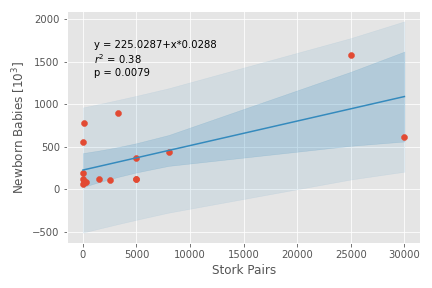 2000
1500
1000
500
0
−500
Newborn Babies [10³]
y = 225.0287+x*0.0288
r² = 0.38
p = 0.0079
0 5000 10000 15000 20000 25000 30000
Stork Pairs